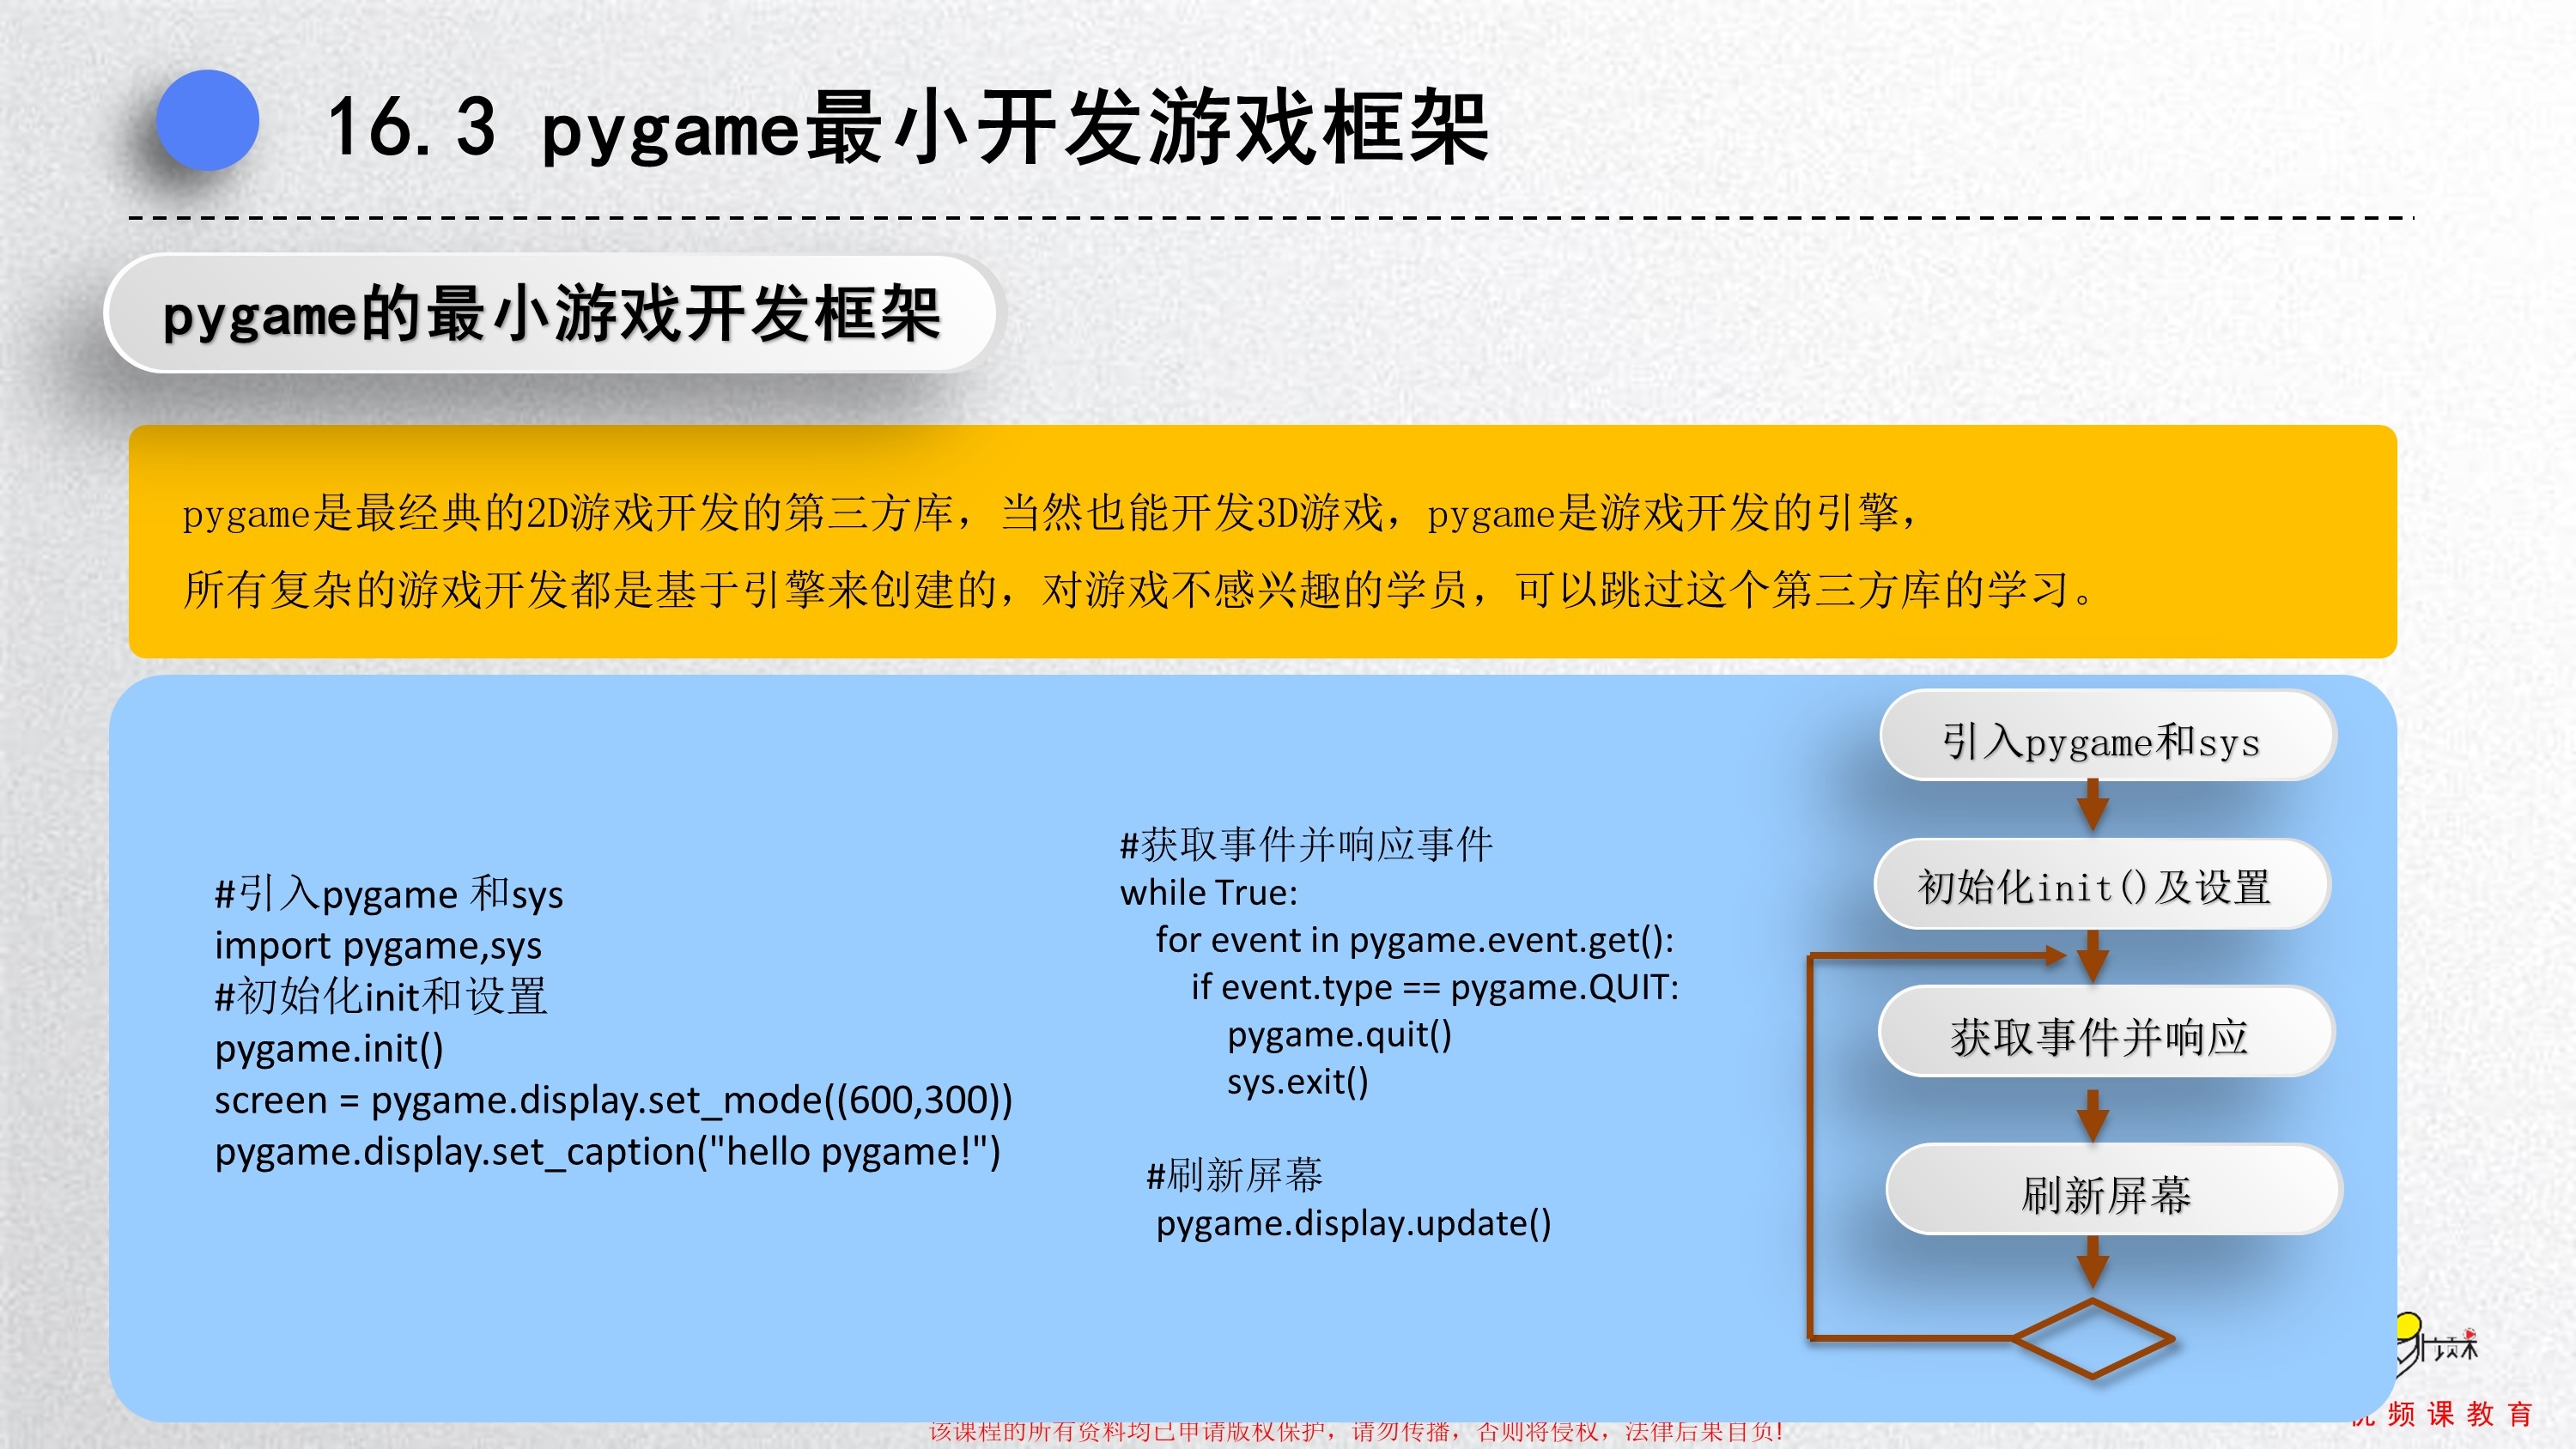 16.3 pygame最小开发游戏框架
pygame的最小游戏开发框架
pygame是最经典的2D游戏开发的第三方库，当然也能开发3D游戏，pygame是游戏开发的引擎，
所有复杂的游戏开发都是基于引擎来创建的，对游戏不感兴趣的学员，可以跳过这个第三方库的学习。
#引入pygame 和sys
import pygame,sys
#初始化init和设置
pygame.init()
screen = pygame.display.set_mode((600,300))
pygame.display.set_caption("hello pygame!")
#获取事件并响应事件
while True:
    for event in pygame.event.get():
        if event.type == pygame.QUIT:
            pygame.quit()
            sys.exit()
#刷新屏幕
pygame.display.update()
引入pygame和sys
初始化init()及设置
获取事件并响应
刷新屏幕
频课教育
该课程的所有资料均已申请版权保护，请勿传播，否则将侵权，法律后果自负！